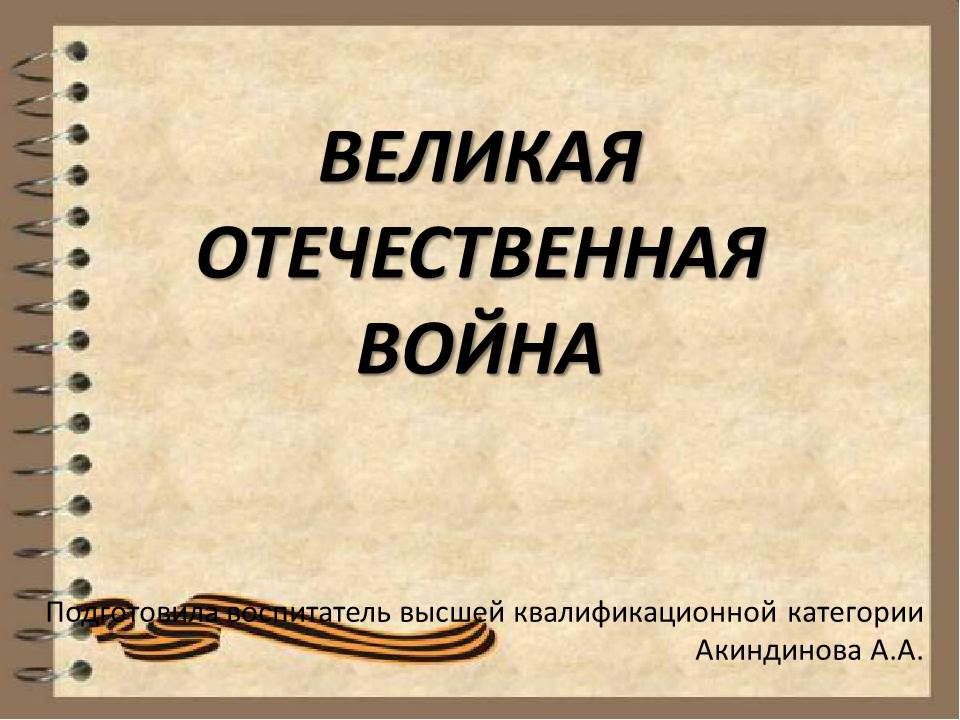 ВЕЛИКАЯ
ОТЕЧЕСТВЕННАЯ
ВОЙНА
Подготовила воспитатель высшей квалификационной категории
Акиндинова А.А.